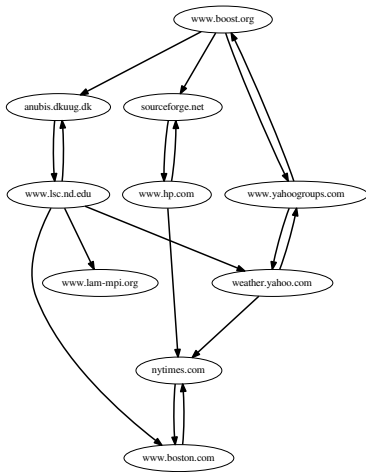 www.boost.org
anubis.dkuug.dk
sourceforge.net
www.lsc.nd.edu
www.hp.com
www.yahoogroups.com
www.lam-mpi.org
weather.yahoo.com
nytimes.com
www.boston.com